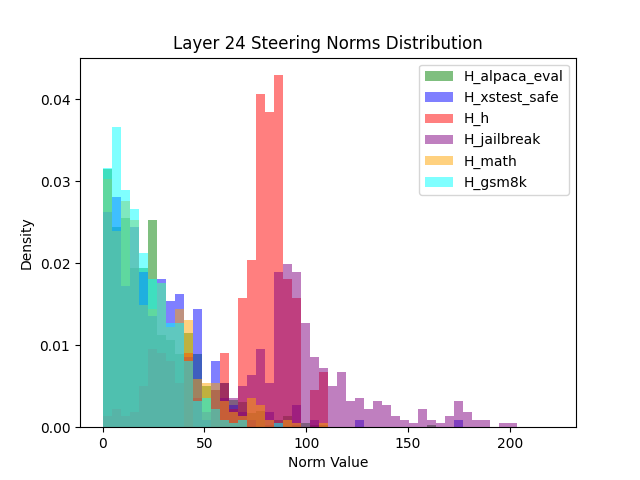 Layer 24 Steering Norms Distribution
H_alpaca_eval
H_xstest_safe
H_h
H_jailbreak
H_math
H_gsm8k
Density
0.04
0.03
0.02
0.01
0.00
0
50
100
150
200
Norm Value